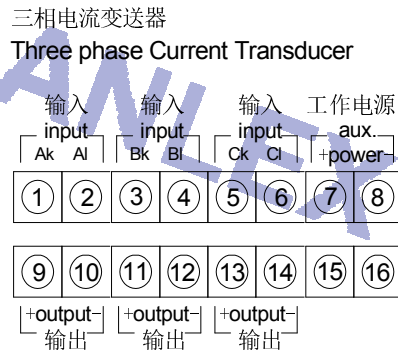 三相电流变送器
Three phase Current Transducer
输入 输入 输入 工作电源
input input input aux.
Ak Al Bk Bl Ck Cl +power-
1 2 3 4 5 6 7 8
9 10 11 12 13 14 15 16
+output- +output- +output-
输出 输出 输出
ANLEX